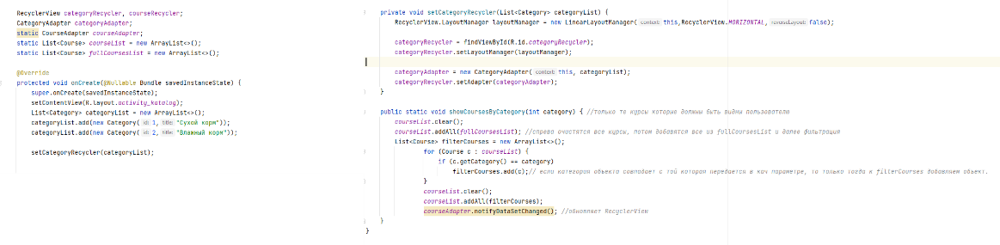 RecyclerView categoryRecycler, courseRecycler;
CategoryAdapter categoryAdapter;
static CourseAdapter courseAdapter;
static List<Course> courseList = new ArrayList<>();
static List<Course> fullCoursesList = new ArrayList<>();
@Override
protected void onCreate(@Nullable Bundle savedInstanceState) {
super.onCreate(savedInstanceState);
setContentView(R.layout.activity_katalog);
List<Category> categoryList = new ArrayList<>();
categoryList.add(new Category( id: 1, title: "Сухой корм"));
categoryList.add(new Category( id: 2, title: "Влажный корм"));
setCategoryRecycler(categoryList);
private void setCategoryRecycler(List<Category> categoryList) {
RecyclerView.LayoutManager layoutManager = new LinearLayoutManager( context: this,RecyclerView.HORIZONTAL, reverseLayout: false);
categoryRecycler = findViewById(R.id.categoryRecycler);
categoryRecycler.setLayoutManager(layoutManager);
categoryAdapter = new CategoryAdapter( context: this, categoryList);
categoryRecycler.setAdapter(categoryAdapter);
}
public static void showCoursesByCategory(int category) { //только те курсы которые должны быть видны пользователю
courseList.clear();
courseList.addAll(fullCoursesList); //сперва очистятся все курсы, потом добавятся все из fullCoursesList и далее фильтрация
List<Course> filterCourses = new ArrayList<>();
for (Course c : courseList) {
if (c.getCategory() == category)
filterCourses.add(c);// если категория объекта совпадает с той которая передается в кач параметре, то только тогда к filterCourses добавляем объект.
}
courseList.clear();
courseList.addAll(filterCourses);
courseAdapter.notifyDataSetChanged(); //обновляет RecyclerView
}
}